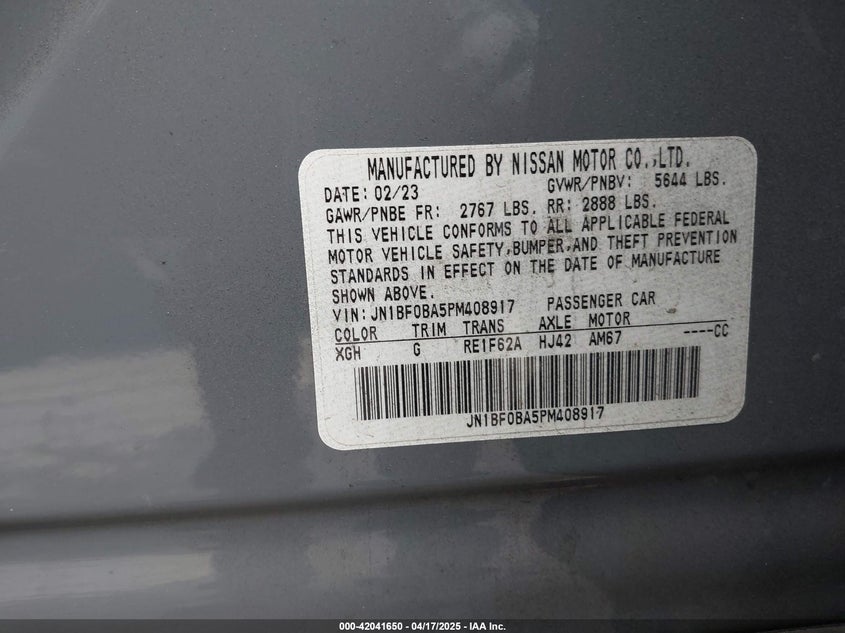 MANUFACTURED BY NISSAN MOTOR CO.,LTD.
DATE: 02/23 GVWR/PNBV: 5644 LBS.
GAWR/PNBE FR: 2767 LBS. RR: 2888 LBS.
THIS VEHICLE CONFORMS TO ALL APPLICABLE FEDERAL
MOTOR VEHICLE SAFETY,BUMPER,AND THEFT PREVENTION
STANDARDS IN EFFECT ON THE DATE OF MANUFACTURE
SHOWN ABOVE.
VIN:JN1BF0BA5PM408917 PASSENGER CAR
COLOR TRIM TRANS AXLE MOTOR
XGH G RE1F62A HJ42 AM67 ----CC
JN1BF0BA5PM408917
000-42041650 - 04/17/2025 - IAA Inc.